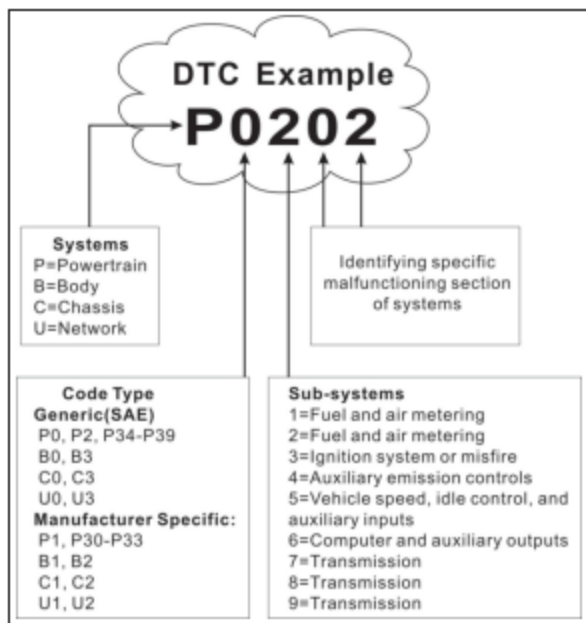 DTC Example
P0202
Systems
P=Powertrain
B=Body
C=Chassis
U=Network
Identifying specific
malfunctioning section
of systems
Code Type
Generic(SAE)
P0, P2, P34-P39
B0, B3
C0, C3
U0, U3
Manufacturer Specific:
P1, P30-P33
B1, B2
C1, C2
U1, U2
Sub-systems
1=Fuel and air metering
2=Fuel and air metering
3=Ignition system or misfire
4=Auxiliary emission controls
5=Vehicle speed, idle control, and
auxiliary inputs
6=Computer and auxiliary outputs
7=Transmission
8=Transmission
9=Transmission